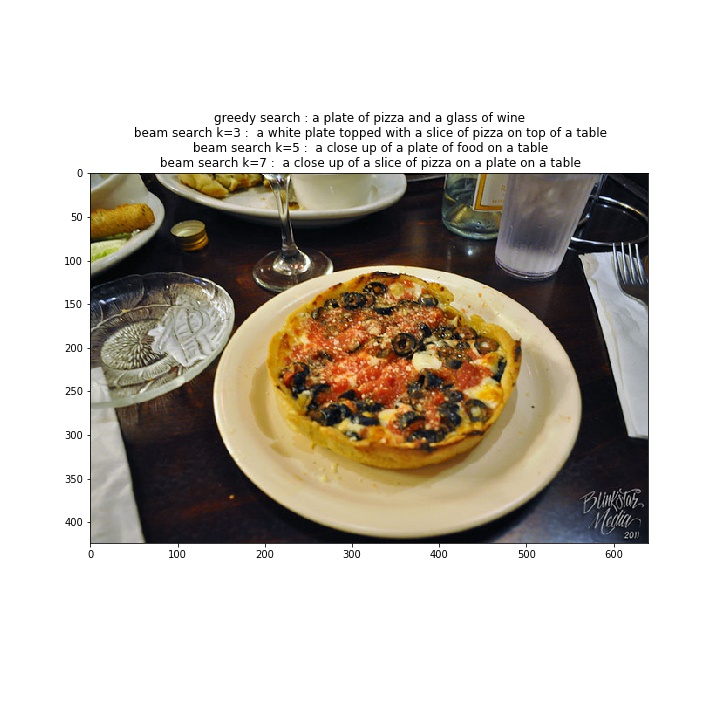 greedy search : a plate of pizza and a glass of wine
beam search k=3 :  a white plate topped with a slice of pizza on top of a table
beam search k=5 :  a close up of a plate of food on a table
beam search k=7 :  a close up of a slice of pizza on a plate on a table
0
50
100
150
200
250
300
350
400
0 100 200 300 400 500 600
Blinkstar
Media
2011